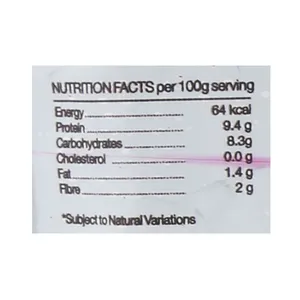 NUTRITION FACTS per 100g serving
Energy 64 kcal
Protein 9.4 g
Carbohydrates 8.3g
Cholesterol 0.0 g
Fat 1.4 g
Fibre 2 g
*Subject to Natural Variations